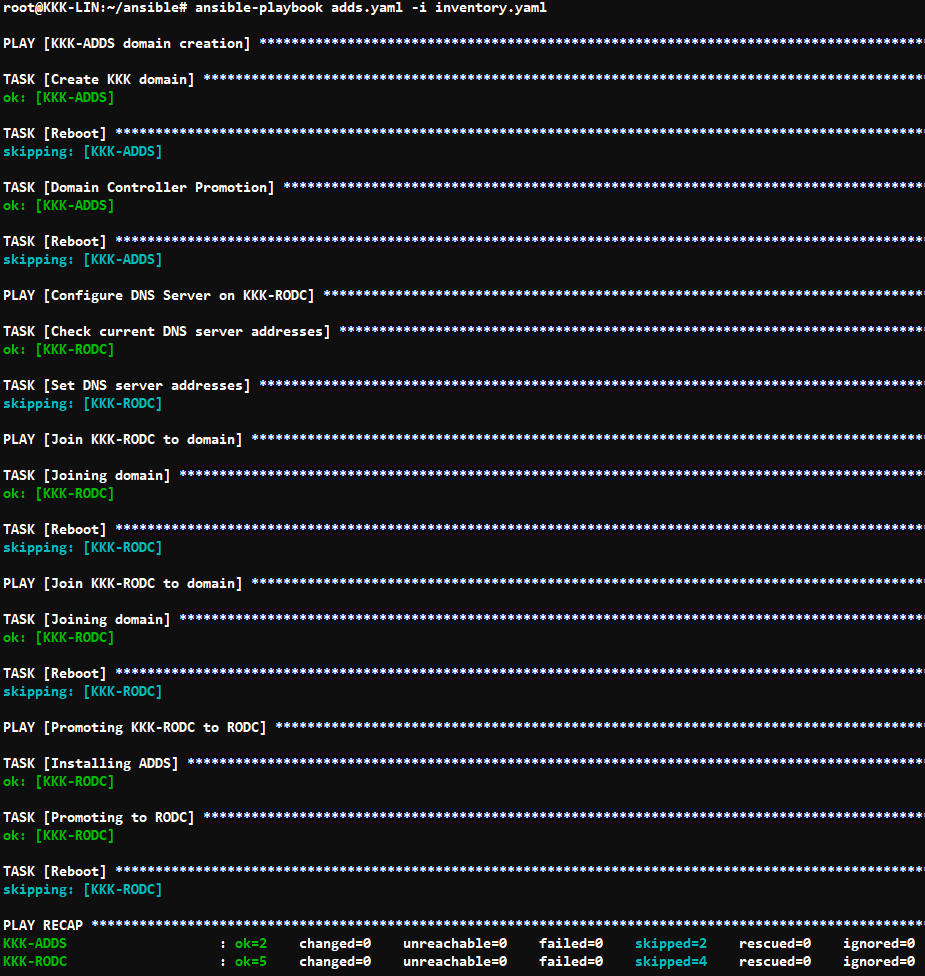 root@KKK-LIN:~/ansible# ansible-playbook adds.yaml -i inventory.yaml
PLAY [KKK-ADDS domain creation] ***********************************************************************************
TASK [Create KKK domain] ******************************************************************************************
ok: [KKK-ADDS]
TASK [Reboot] *****************************************************************************************************
skipping: [KKK-ADDS]
TASK [Domain Controller Promotion] ********************************************************************************
ok: [KKK-ADDS]
TASK [Reboot] *****************************************************************************************************
skipping: [KKK-ADDS]
PLAY [Configure DNS Server on KKK-RODC] ***************************************************************************
TASK [Check current DNS server addresses] *************************************************************************
ok: [KKK-RODC]
TASK [Set DNS server addresses] ***********************************************************************************
skipping: [KKK-RODC]
PLAY [Join KKK-RODC to domain] ************************************************************************************
TASK [Joining domain] *********************************************************************************************
ok: [KKK-RODC]
TASK [Reboot] *****************************************************************************************************
skipping: [KKK-RODC]
PLAY [Join KKK-RODC to domain] ************************************************************************************
TASK [Joining domain] *********************************************************************************************
ok: [KKK-RODC]
TASK [Reboot] *****************************************************************************************************
skipping: [KKK-RODC]
PLAY [Promoting KKK-RODC to RODC] *********************************************************************************
TASK [Installing ADDS] ********************************************************************************************
ok: [KKK-RODC]
TASK [Promoting to RODC] ******************************************************************************************
ok: [KKK-RODC]
TASK [Reboot] *****************************************************************************************************
skipping: [KKK-RODC]
PLAY RECAP ********************************************************************************************************
KKK-ADDS                   : ok=2    changed=0    unreachable=0    failed=0    skipped=2    rescued=0    ignored=0
KKK-RODC                   : ok=5    changed=0    unreachable=0    failed=0    skipped=4    rescued=0    ignored=0